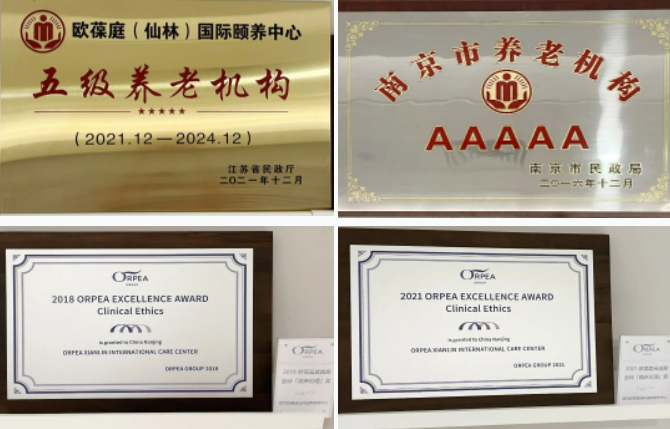 欧葆庭（仙林）国际颐养中心
五级养老机构
（2021.12—2024.12）
江苏省民政厅
二〇二一年十二月
南京市养老机构
AAAAA
南京市民政局
二〇一六年十二月
ORPEA
2018 ORPEA EXCELLENCE AWARD
Clinical Ethics
is granted to China Nanjing
ORPEA XIANLIN INTERNATIONAL CARE CENTER
ORPEA GROUP 2018
ORPEA
ORPEA
2021 ORPEA EXCELLENCE AWARD
Clinical Ethics
is granted to China Nanjing
ORPEA XIANLIN INTERNATIONAL CARE CENTER
ORPEA GROUP 2021
ORPEA